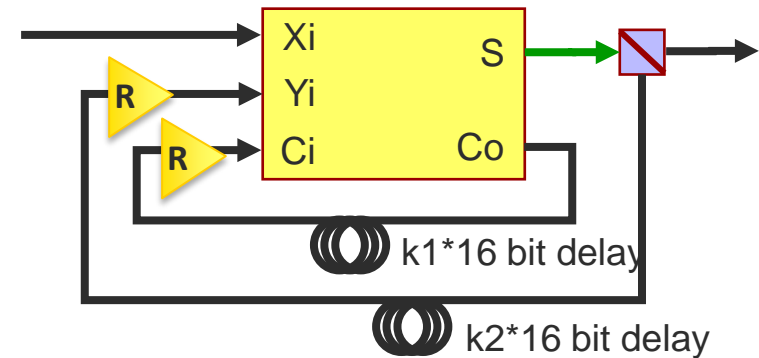 Xi
S
R
Yi
R
Ci
Co
k1*16 bit delay
k2*16 bit delay